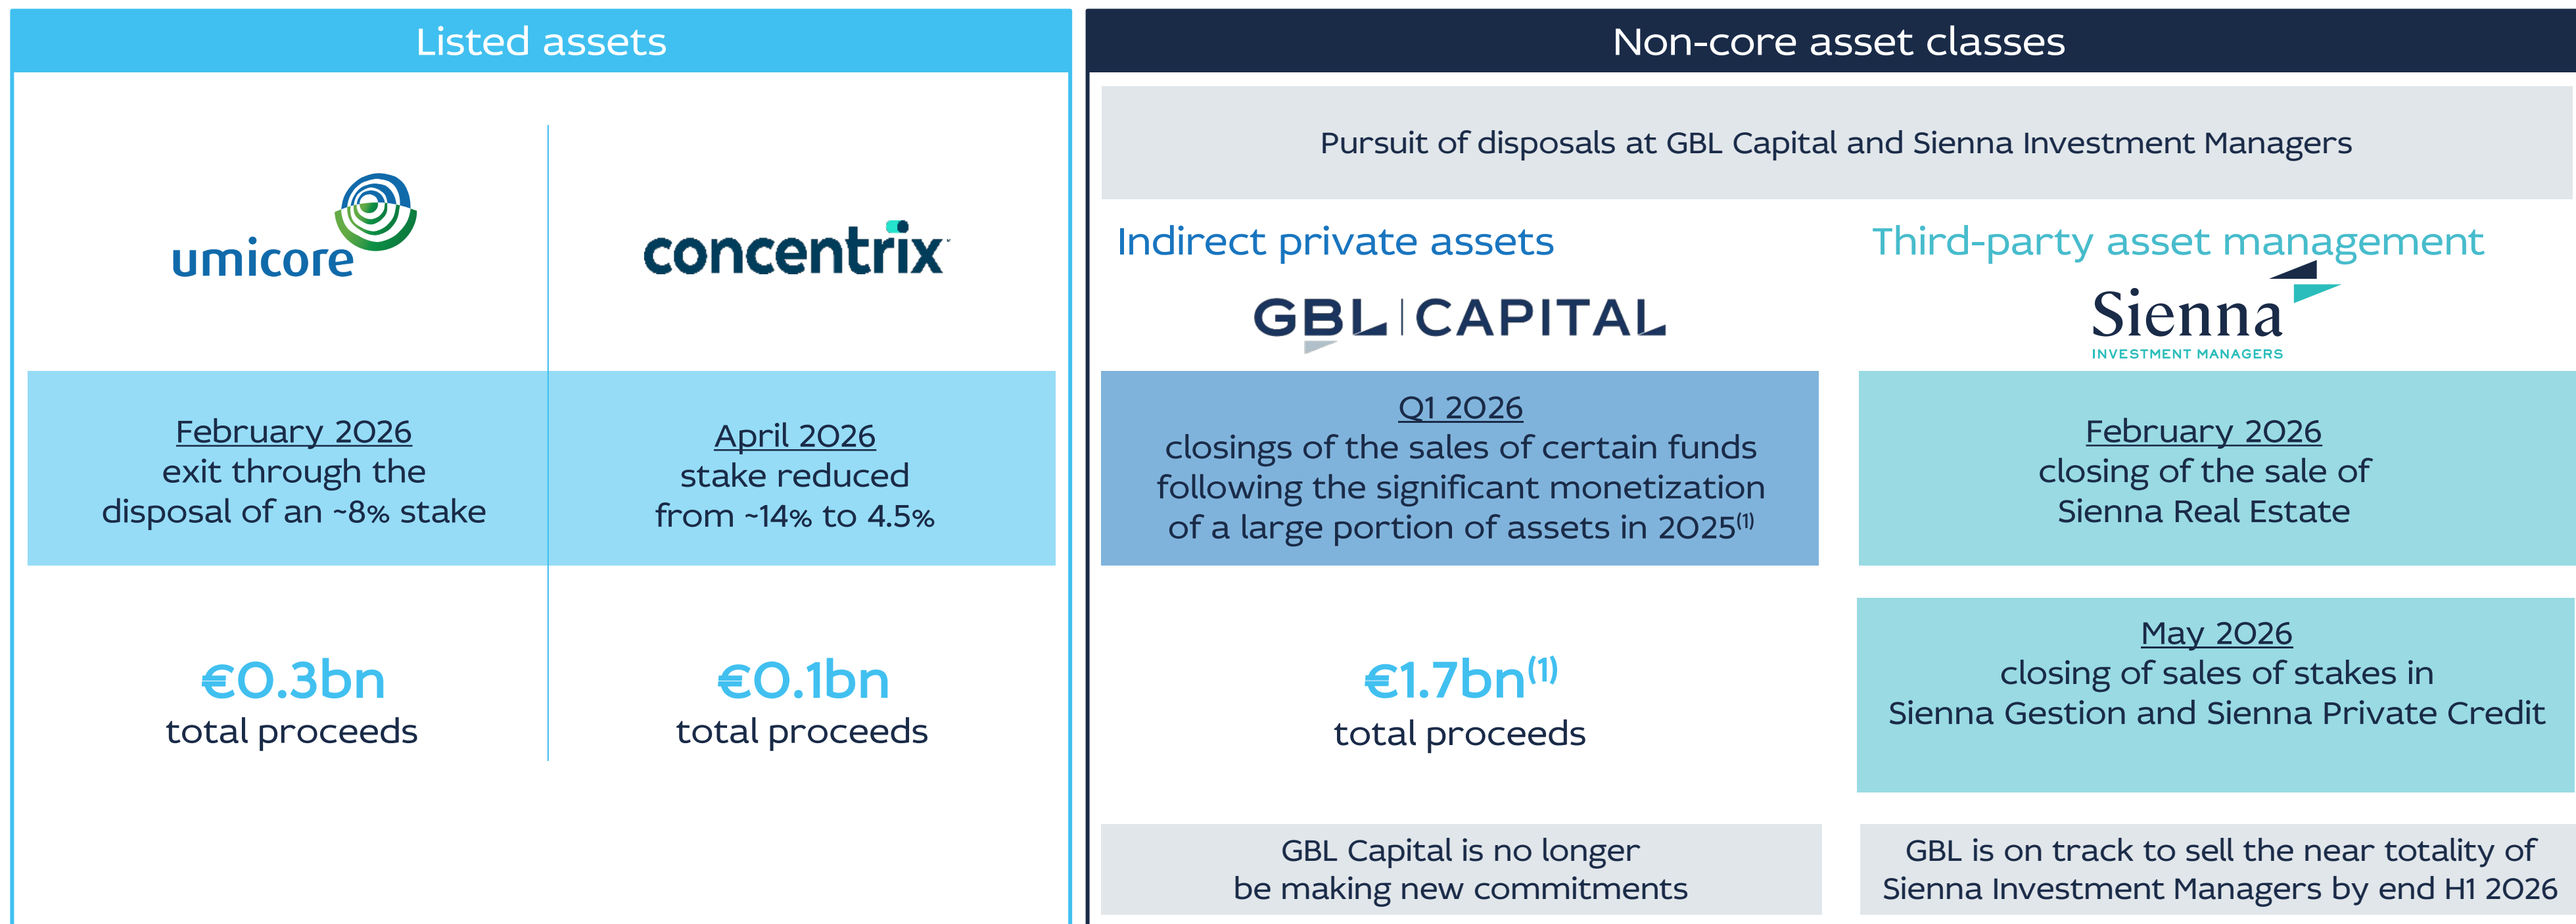 Listed assets
umicore
concentrix
February 2026
exit through the
disposal of an ~8% stake
April 2026
stake reduced
from ~14% to 4.5%
€0.3bn
total proceeds
€0.1bn
total proceeds
Non-core asset classes
Pursuit of disposals at GBL Capital and Sienna Investment Managers
Indirect private assets
GBL | CAPITAL
Q1 2026
closings of the sales of certain funds
following the significant monetization
of a large portion of assets in 2025(1)
€1.7bn(1)
total proceeds
GBL Capital is no longer
be making new commitments
Third-party asset management
Sienna
INVESTMENT MANAGERS
February 2026
closing of the sale of
Sienna Real Estate
May 2026
closing of sales of stakes in
Sienna Gestion and Sienna Private Credit
GBL is on track to sell the near totality of
Sienna Investment Managers by end H1 2026